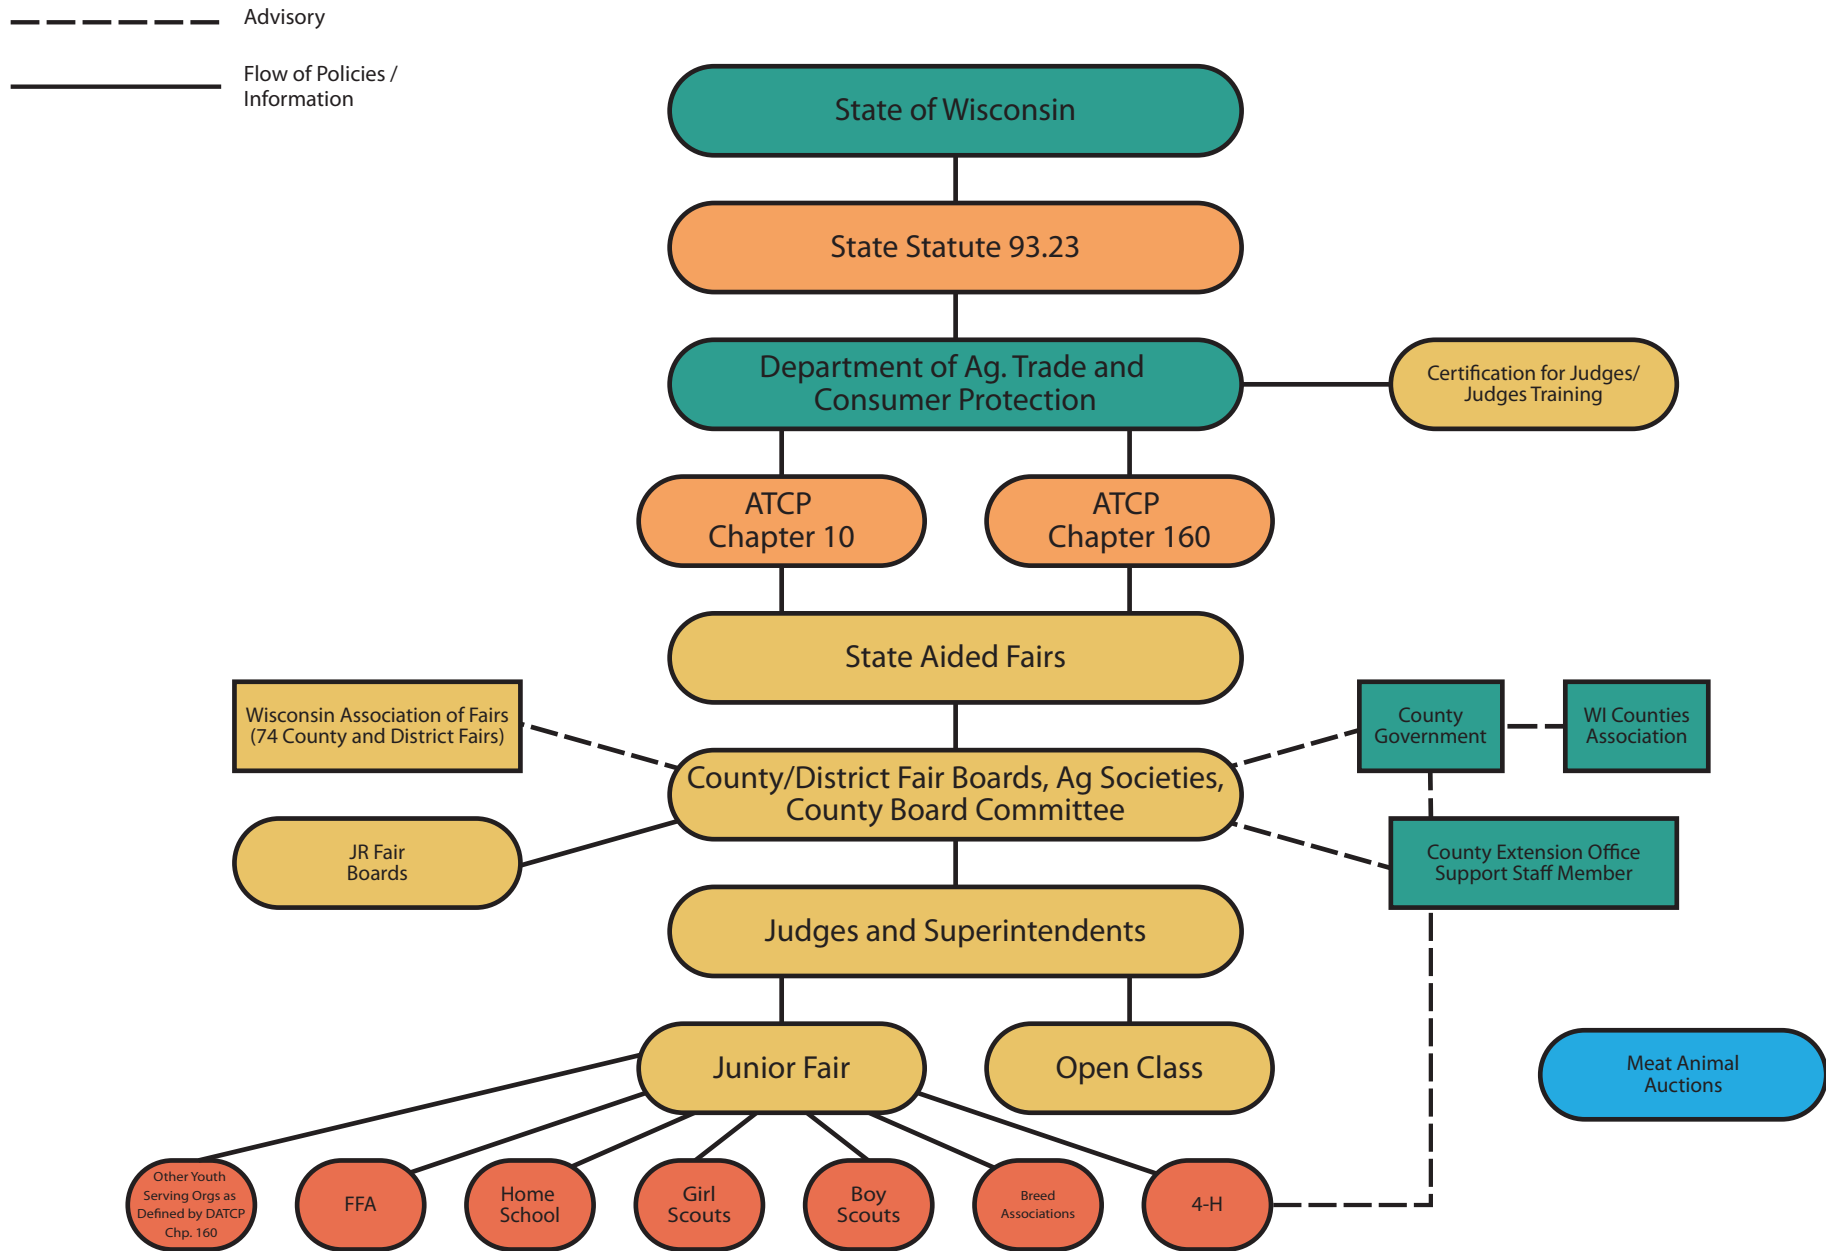 Advisory
Flow of Policies /
Information
State of Wisconsin
State Statute 93.23
Department of Ag. Trade and
Consumer Protection
Certification for Judges/
Judges Training
ATCP
Chapter 10
ATCP
Chapter 160
State Aided Fairs
Wisconsin Association of Fairs
(74 County and District Fairs)
County
Government
WI Counties
Association
County/District Fair Boards, Ag Societies,
County Board Committee
JR Fair
Boards
County Extension Office
Support Staff Member
Judges and Superintendents
Junior Fair
Open Class
Meat Animal
Auctions
Other Youth
Serving Orgs as
Defined by DATCP
Chp. 160
FFA
Home
School
Girl
Scouts
Boy
Scouts
Breed
Associations
4-H